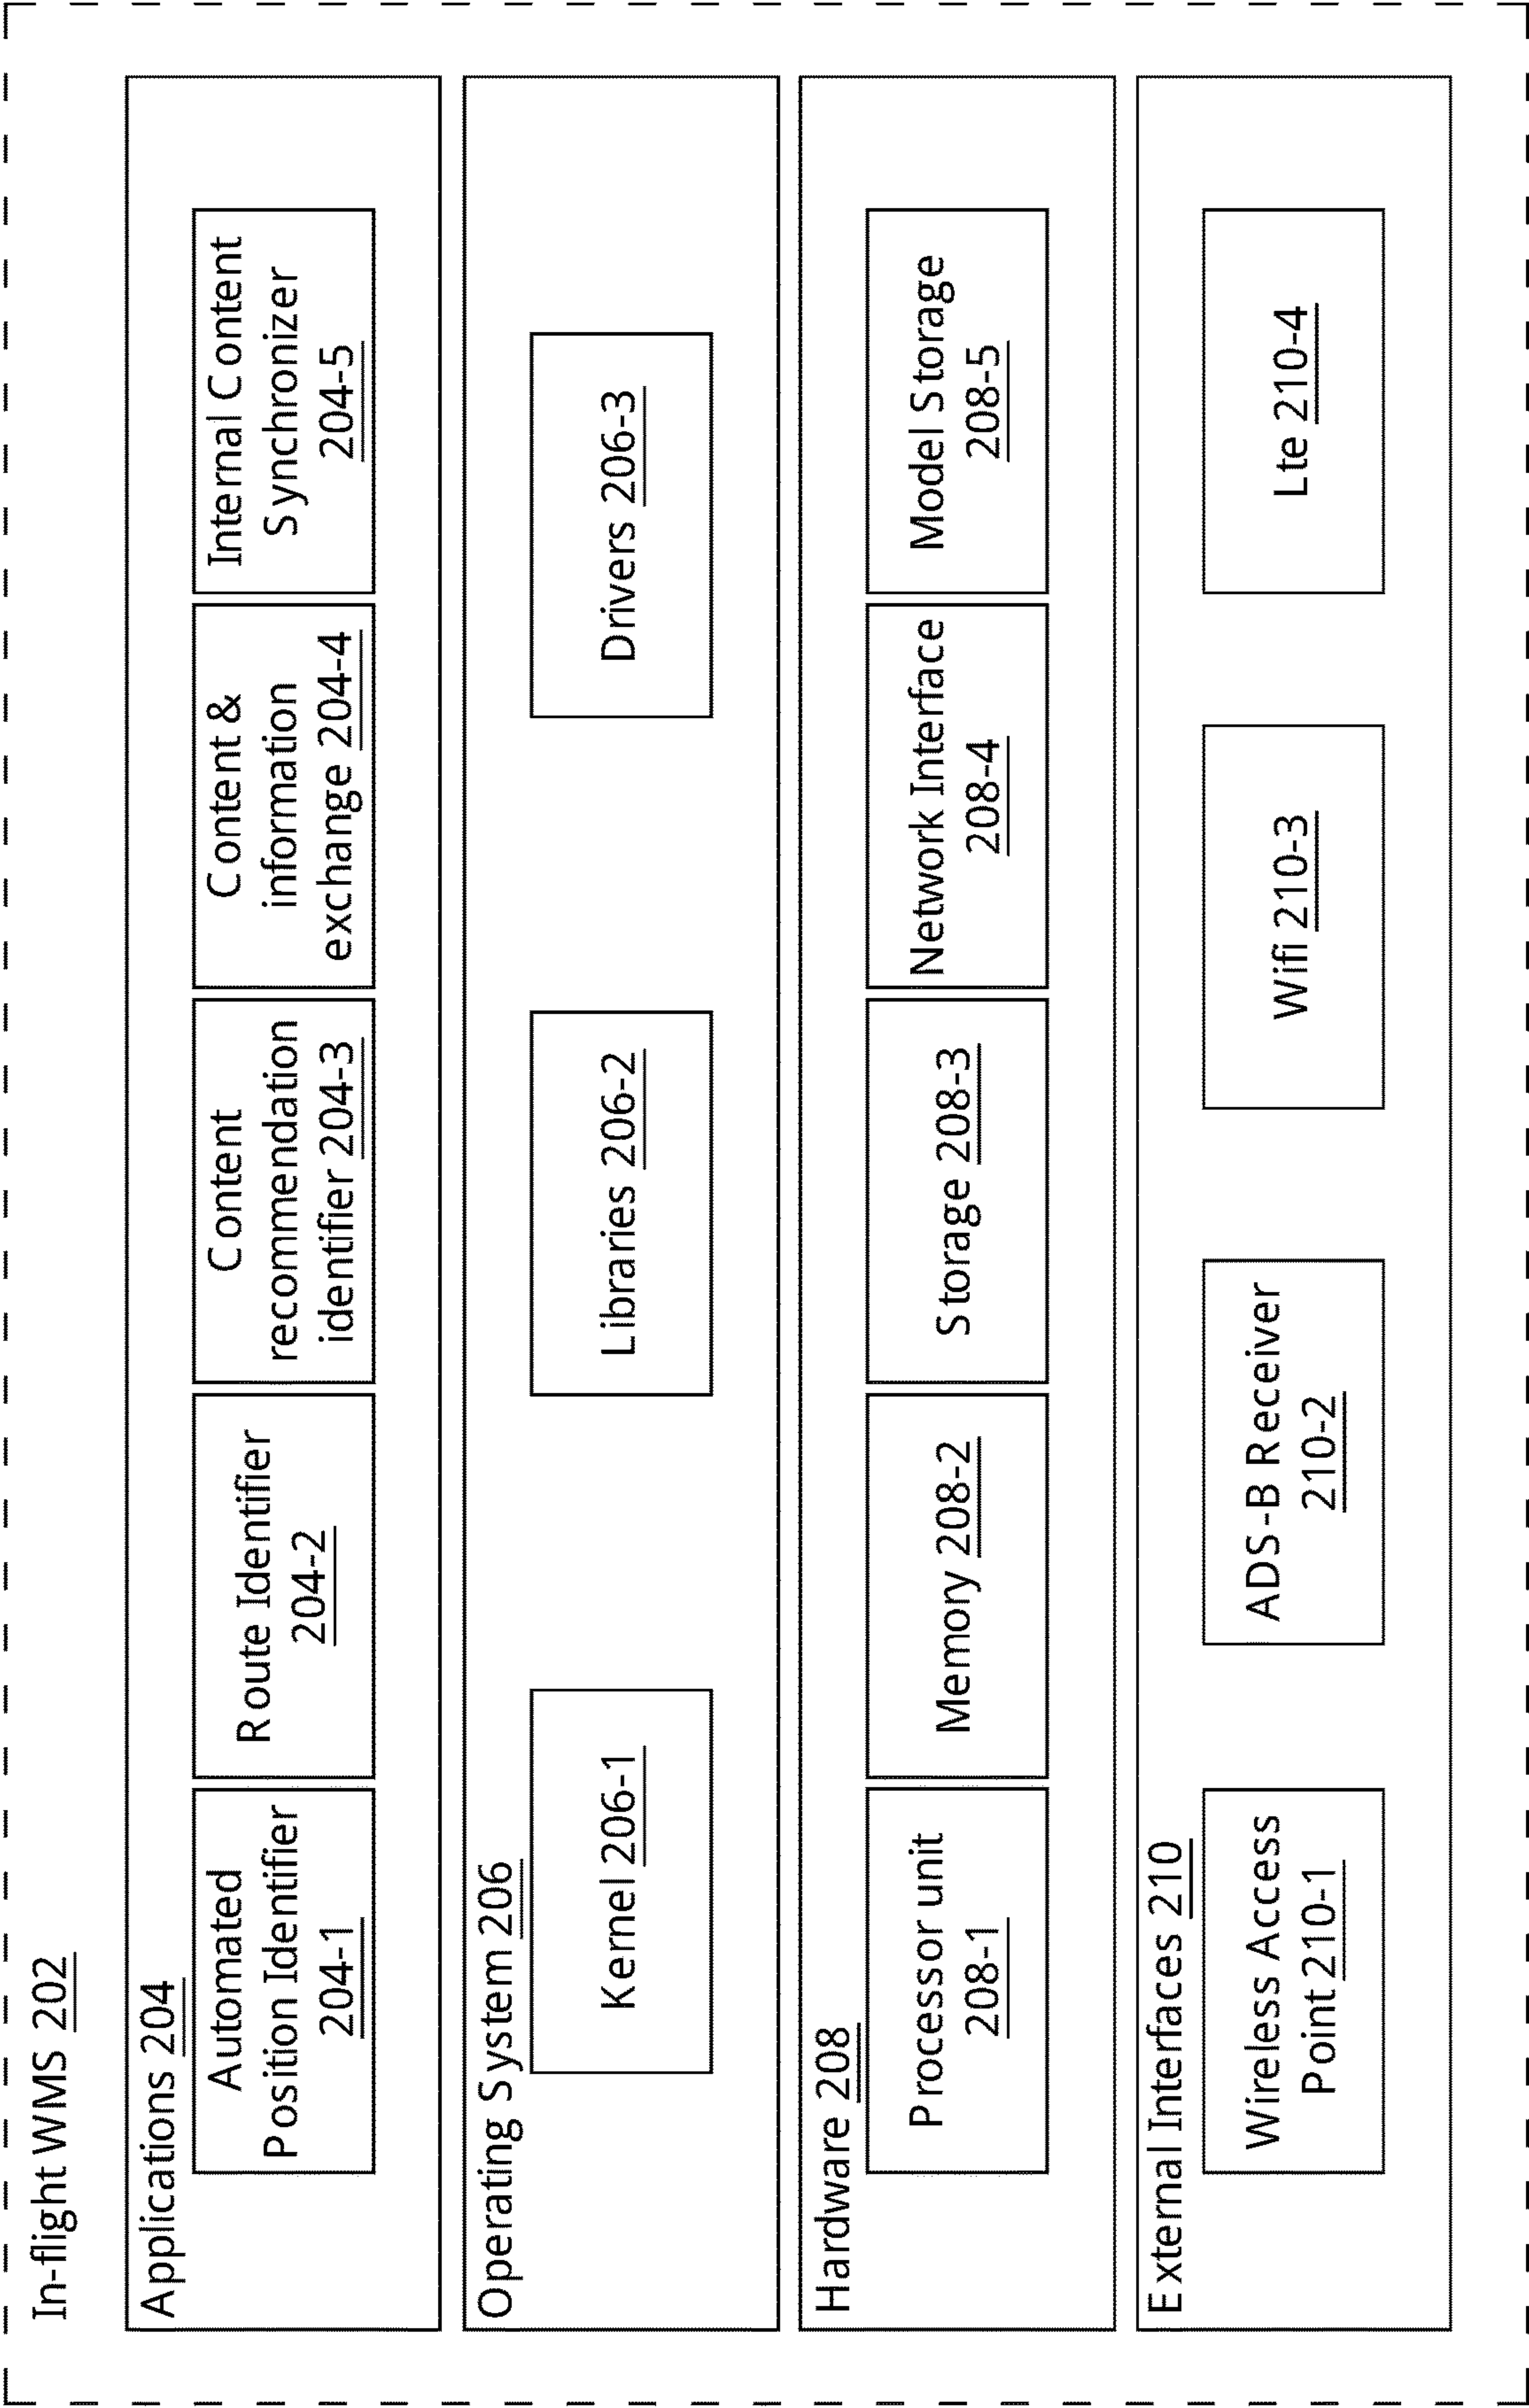 In-flight WMS 202
Applications 204
Automated
Position Identifier
204-1
Route Identifier
204-2
Content
recommendation
identifier 204-3
Content &
information
exchange 204-4
Internal Content
Synchronizer
204-5
Operating System 206
Kernel 206-1
Libraries 206-2
Drivers 206-3
Hardware 208
Processor unit
208-1
Memory 208-2
Storage 208-3
Network Interface
208-4
Model Storage
208-5
External Interfaces 210
Wireless Access
Point 210-1
ADS-B Receiver
210-2
Wifi 210-3
Lte 210-4